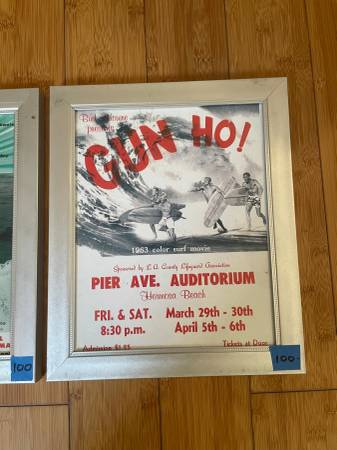 presents
GUN HO!
1963 color surf movie
Sponsored by L. A. County Lifeguard Association
PIER AVE. AUDITORIUM
Hermosa Beach
FRI. & SAT. March 29th - 30th
8:30 p.m. April 5th - 6th
Admission $1.25
Tickets at Door
100
100-